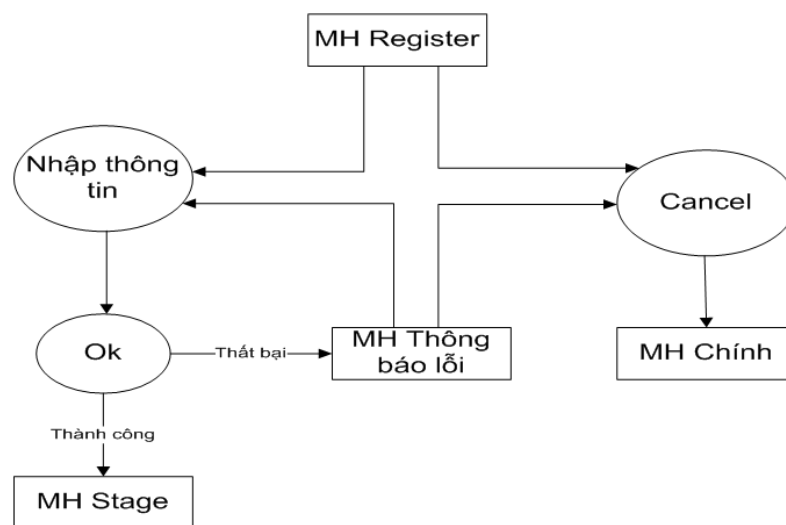 MH Register
Nhập thông
tin
Cancel
Ok
Thất bại
MH Thông
báo lỗi
MH Chính
Thành công
MH Stage